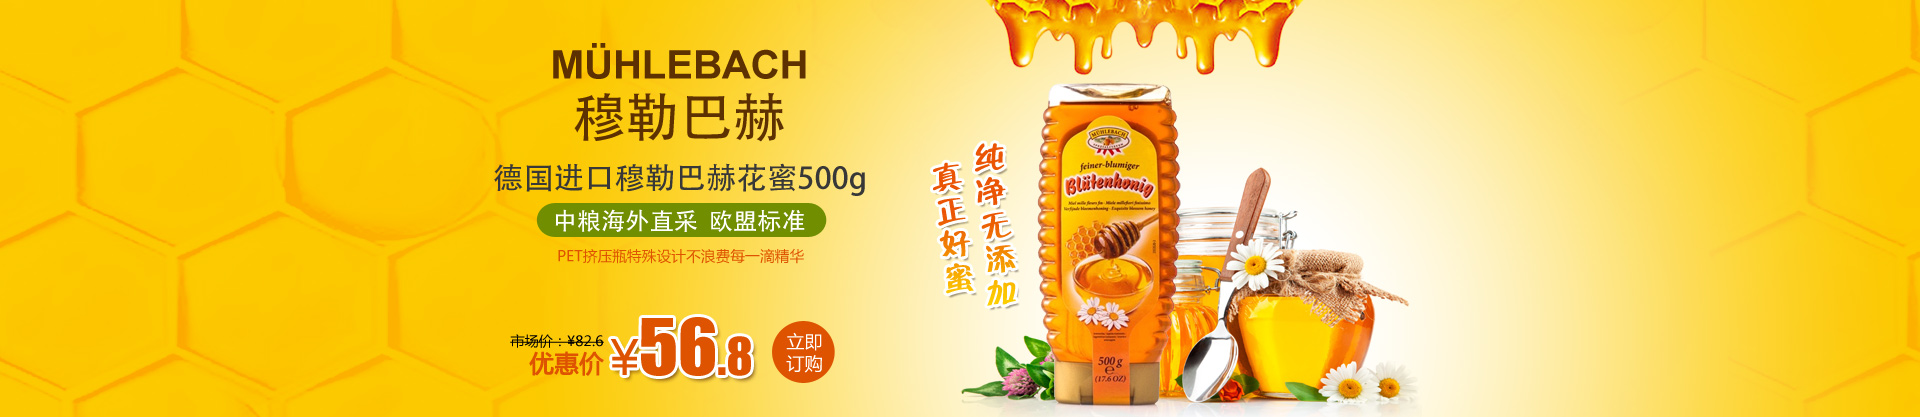 MÜHLEBACH
穆勒巴赫
德国进口穆勒巴赫花蜜500g
中粮海外直采 欧盟标准
PET挤压瓶特殊设计不浪费每一滴精华
市场价：¥82.6
优惠价 ¥56.8
立即
订购
纯净无添加
真正好蜜
MÜHLEBACH
feiner-blumiger
Blütenhonig
500 g
e
(17.6 OZ)